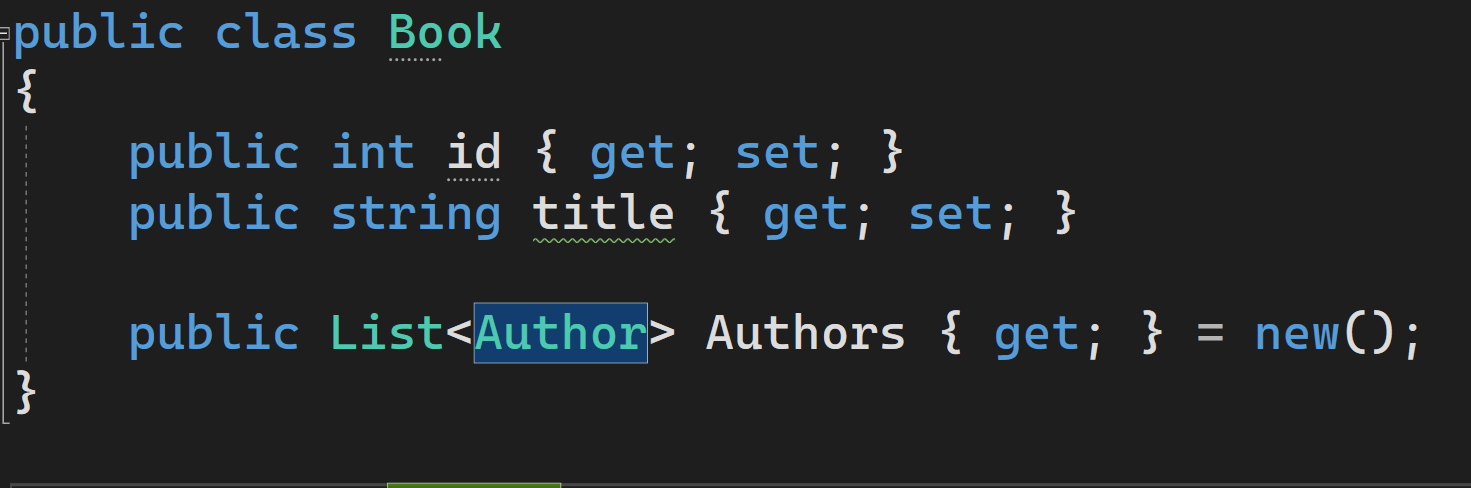 public class Book
{
public int id { get; set; }
public string title { get; set; }
public List<Author> Authors { get; } = new();
}